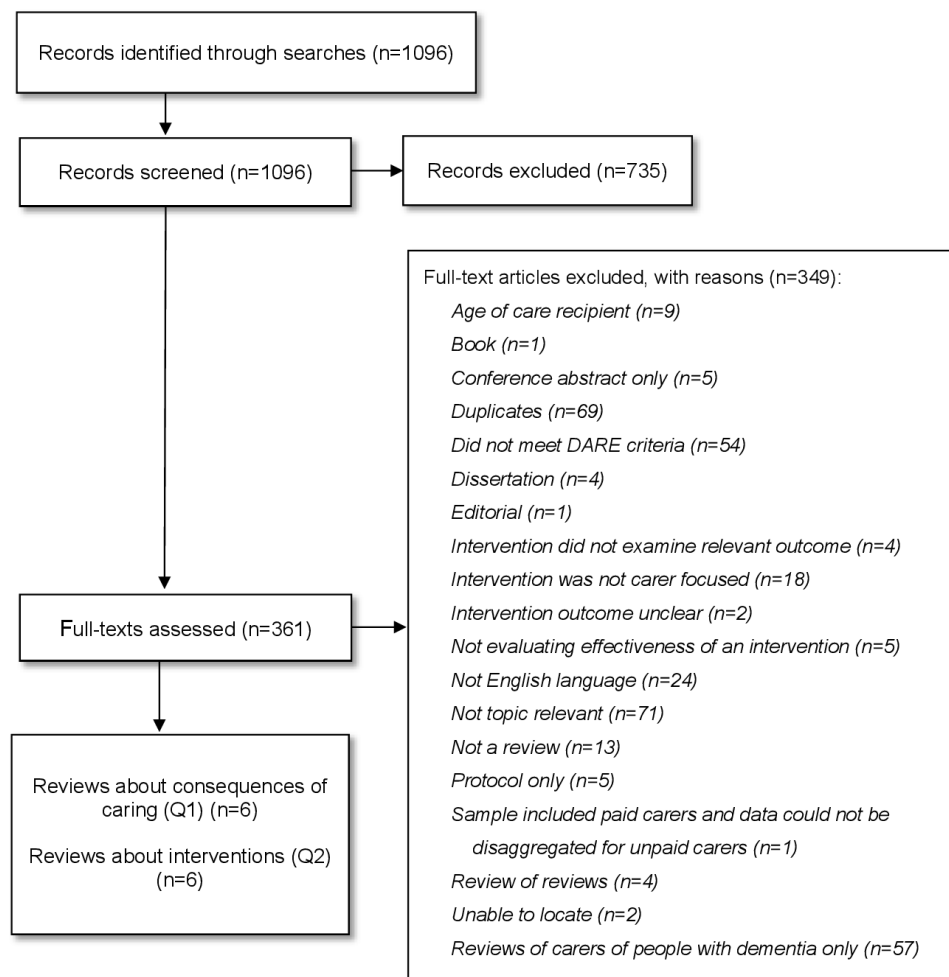 Records identified through searches (n=1096)
Records screened (n=1096)
Records excluded (n=735)
Full-text articles excluded, with reasons (n=349):
Age of care recipient (n=9)
Book (n=1)
Conference abstract only (n=5)
Duplicates (n=69)
Did not meet DARE criteria (n=54)
Dissertation (n=4)
Editorial (n=1)
Intervention did not examine relevant outcome (n=4)
Intervention was not carer focused (n=18)
Intervention outcome unclear (n=2)
Not evaluating effectiveness of an intervention (n=5)
Not English language (n=24)
Not topic relevant (n=71)
Not a review (n=13)
Protocol only (n=5)
Sample included paid carers and data could not be
disaggregated for unpaid carers (n=1)
Review of reviews (n=4)
Unable to locate (n=2)
Reviews of carers of people with dementia only (n=57)
Full-texts assessed (n=361)
Reviews about consequences of
caring (Q1) (n=6)
Reviews about interventions (Q2)
(n=6)